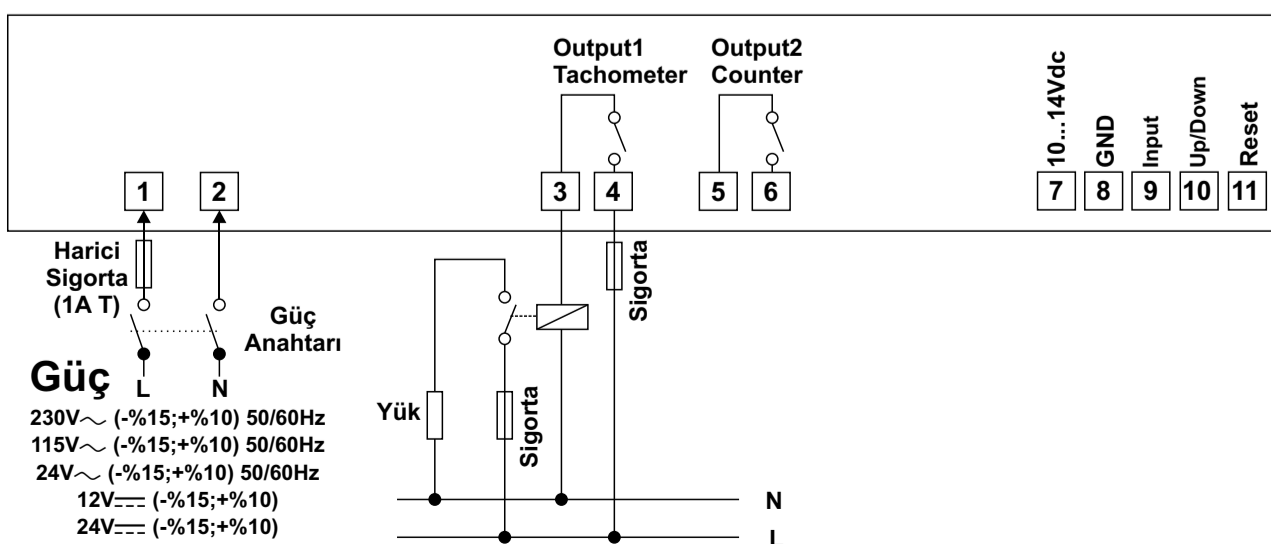 Output1
Tachometer
Output2
Counter
10...14Vdc
GND
Input
Up/Down
Reset
1
2
3
4
5
6
7
8
9
10
11
Harici
Sigorta
(1A T)
Güç
Anahtarı
Güç
L
N
230V~ (-%15;+%10) 50/60Hz
115V~ (-%15;+%10) 50/60Hz
24V~ (-%15;+%10) 50/60Hz
12V⎓ (-%15;+%10)
24V⎓ (-%15;+%10)
Yük
Sigorta
Sigorta
N
L